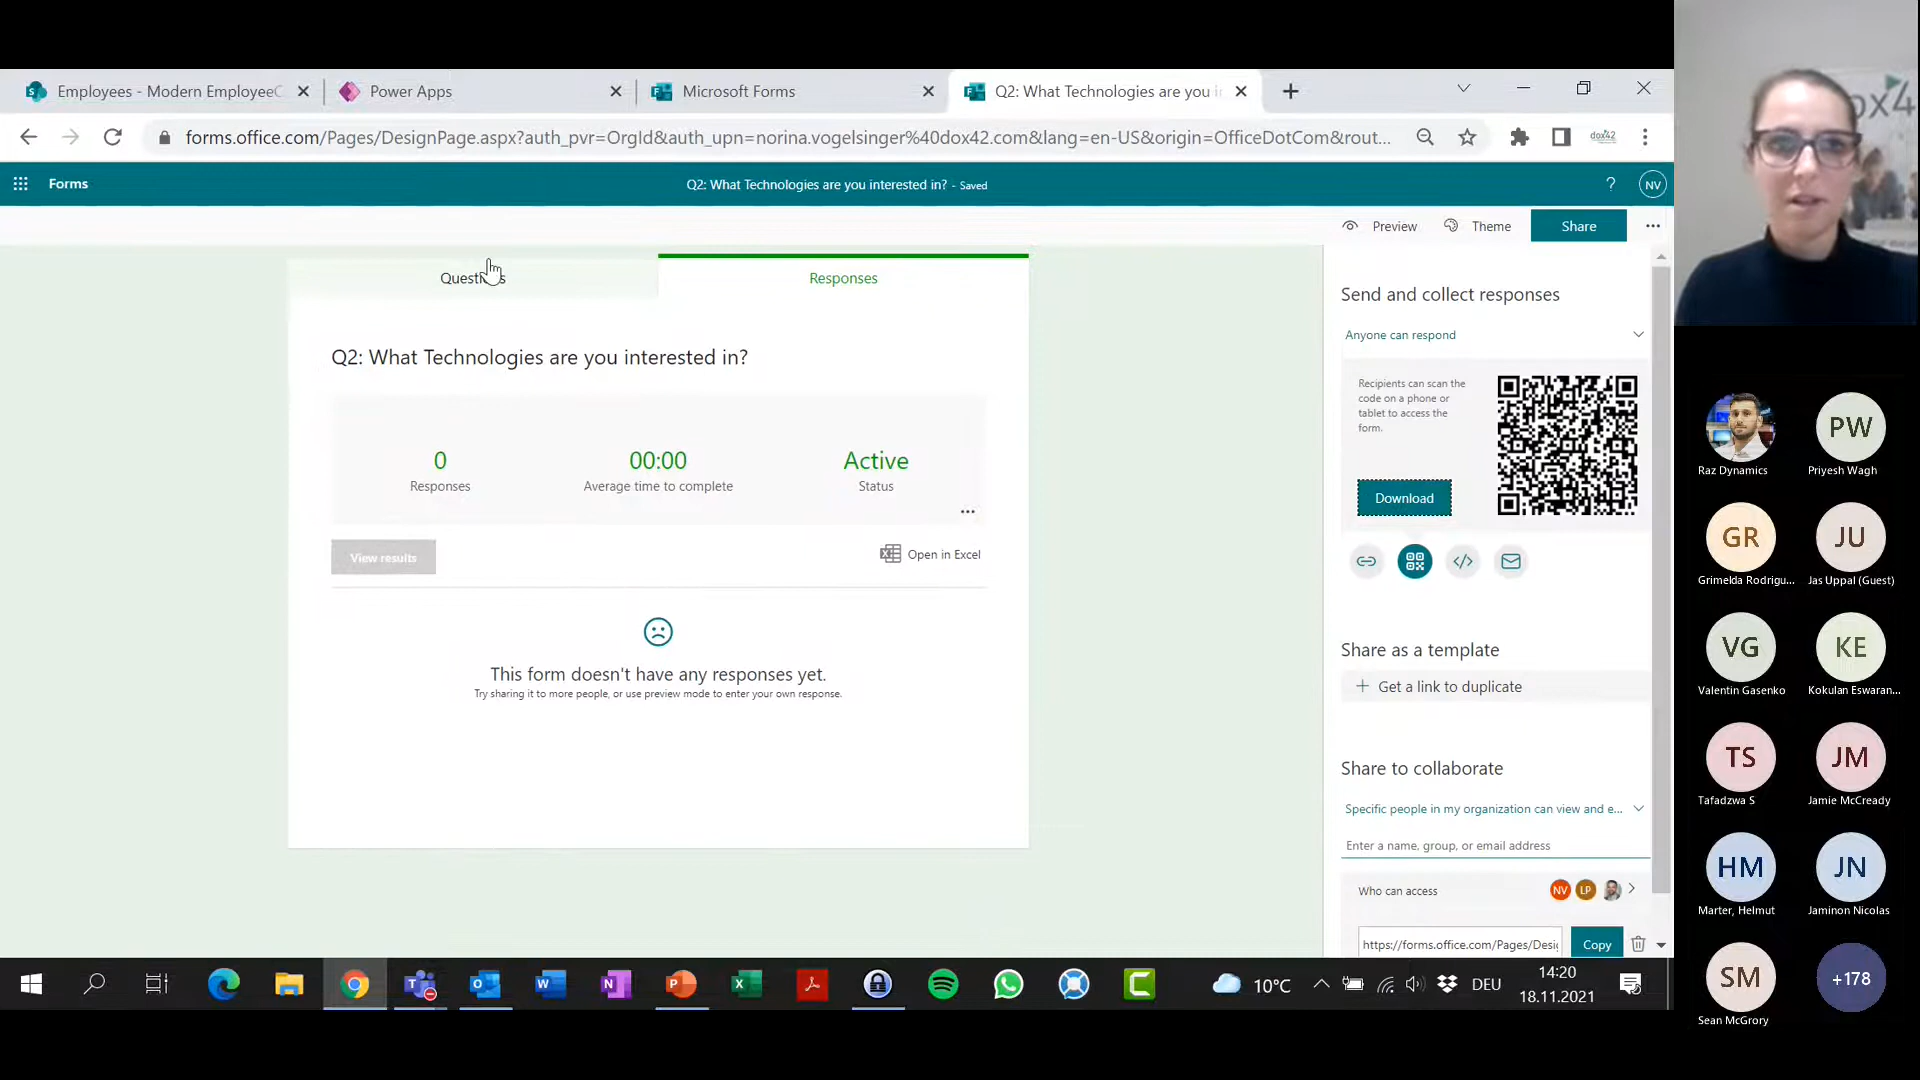 Employees - Modern EmployeeC
Power Apps
Microsoft Forms
Q2: What Technologies are you i
forms.office.com/Pages/DesignPage.aspx?auth_pvr=OrgId&auth_upn=norina.vogelsinger%40dox42.com&lang=en-US&origin=OfficeDotCom&rout...
dox42
Forms
Q2: What Technologies are you interested in? - Saved
?
NV
Preview
Theme
Share
Questions
Responses
Q2: What Technologies are you interested in?
0
Responses
00:00
Average time to complete
Active
Status
View results
Open in Excel
This form doesn't have any responses yet.
Try sharing it to more people, or use preview mode to enter your own response.
Send and collect responses
Anyone can respond
Recipients can scan the
code on a phone or
tablet to access the
form.
Download
Share as a template
+ Get a link to duplicate
Share to collaborate
Specific people in my organization can view and e...
Enter a name, group, or email address
Who can access
NV
LP
https://forms.office.com/Pages/Desi
Copy
10°C
DEU
14:20
18.11.2021
ox4
Raz Dynamics
PW
Priyesh Wagh
GR
Grimelda Rodrigu...
JU
Jas Uppal (Guest)
VG
Valentin Gasenko
KE
Kokulan Eswaran...
TS
Tafadzwa S
JM
Jamie McCready
HM
Marter, Helmut
JN
Jaminon Nicolas
SM
Sean McGrory
+178